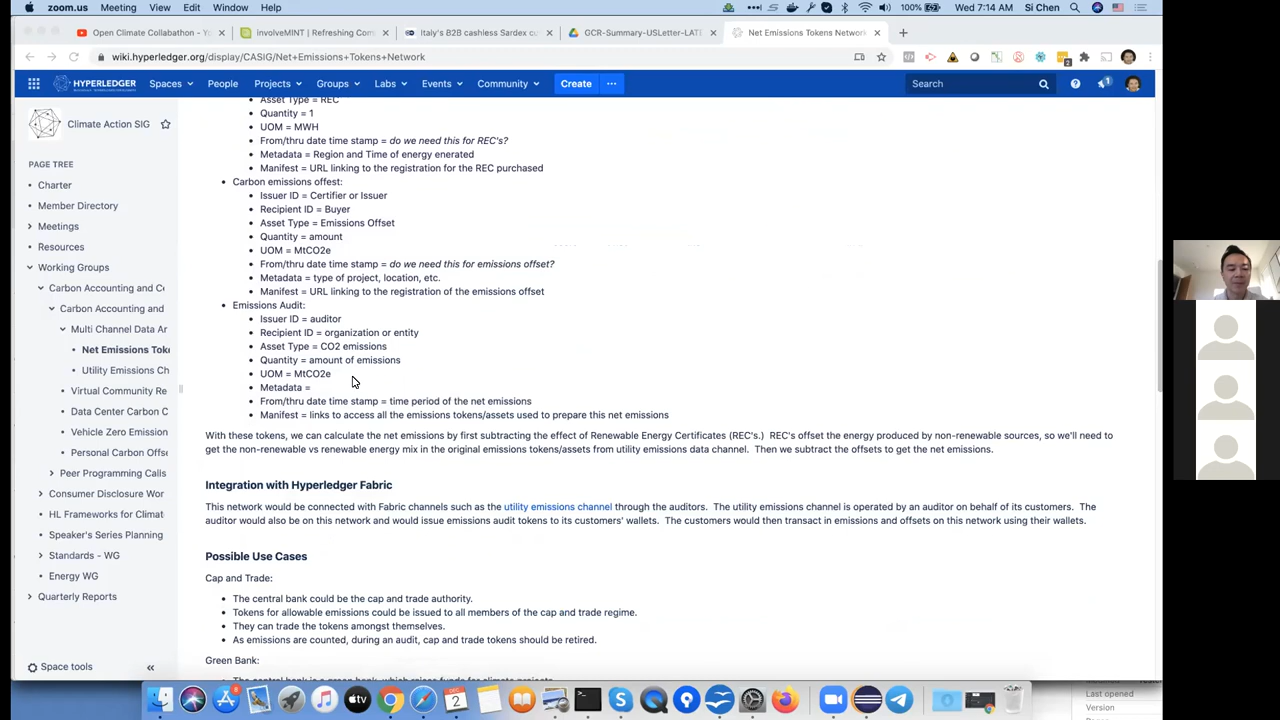 zoom.us Meeting View Edit Window Help 100% Wed 7:14 AM Si Chen
Open Climate Collabathon - Yo
involveMINT | Refreshing Com
Italy's B2B cashless Sardex cu
GCR-Summary-USLetter-LATE
Net Emissions Tokens Network
wiki.hyperledger.org/display/CASIG/Net+Emissions+Tokens+Network
HYPERLEDGER Spaces People Projects Groups Labs Events Community Create ... Search 1
Climate Action SIG
PAGE TREE
Charter
Member Directory
Meetings
Resources
Working Groups
Carbon Accounting and Ce
Carbon Accounting and
Multi Channel Data Ar
Net Emissions Toke
Utility Emissions Ch
Virtual Community Re
Data Center Carbon C
Vehicle Zero Emission
Personal Carbon Offse
Peer Programming Calls
Consumer Disclosure Wor
HL Frameworks for Climat
Speaker's Series Planning
Standards - WG
Energy WG
Quarterly Reports
Space tools
Asset Type = REC
Quantity = 1
UOM = MWH
From/thru date time stamp = do we need this for REC's?
Metadata = Region and Time of energy enerated
Manifest = URL linking to the registration for the REC purchased
Carbon emissions offest:
Issuer ID = Certifier or Issuer
Recipient ID = Buyer
Asset Type = Emissions Offset
Quantity = amount
UOM = MtCO2e
From/thru date time stamp = do we need this for emissions offset?
Metadata = type of project, location, etc.
Manifest = URL linking to the registration of the emissions offset
Emissions Audit:
Issuer ID = auditor
Recipient ID = organization or entity
Asset Type = CO2 emissions
Quantity = amount of emissions
UOM = MtCO2e
Metadata =
From/thru date time stamp = time period of the net emissions
Manifest = links to access all the emissions tokens/assets used to prepare this net emissions
With these tokens, we can calculate the net emissions by first subtracting the effect of Renewable Energy Certificates (REC's.) REC's offset the energy produced by non-renewable sources, so we'll need to
get the non-renewable vs renewable energy mix in the original emissions tokens/assets from utility emissions data channel. Then we subtract the offsets to get the net emissions.
Integration with Hyperledger Fabric
This network would be connected with Fabric channels such as the utility emissions channel through the auditors. The utility emissions channel is operated by an auditor on behalf of its customers. The
auditor would also be on this network and would issue emissions audit tokens to its customers' wallets. The customers would then transact in emissions and offsets on this network using their wallets.
Possible Use Cases
Cap and Trade:
The central bank could be the cap and trade authority.
Tokens for allowable emissions could be issued to all members of the cap and trade regime.
They can trade the tokens amongst themselves.
As emissions are counted, during an audit, cap and trade tokens should be retired.
Green Bank:
Last opened
Version